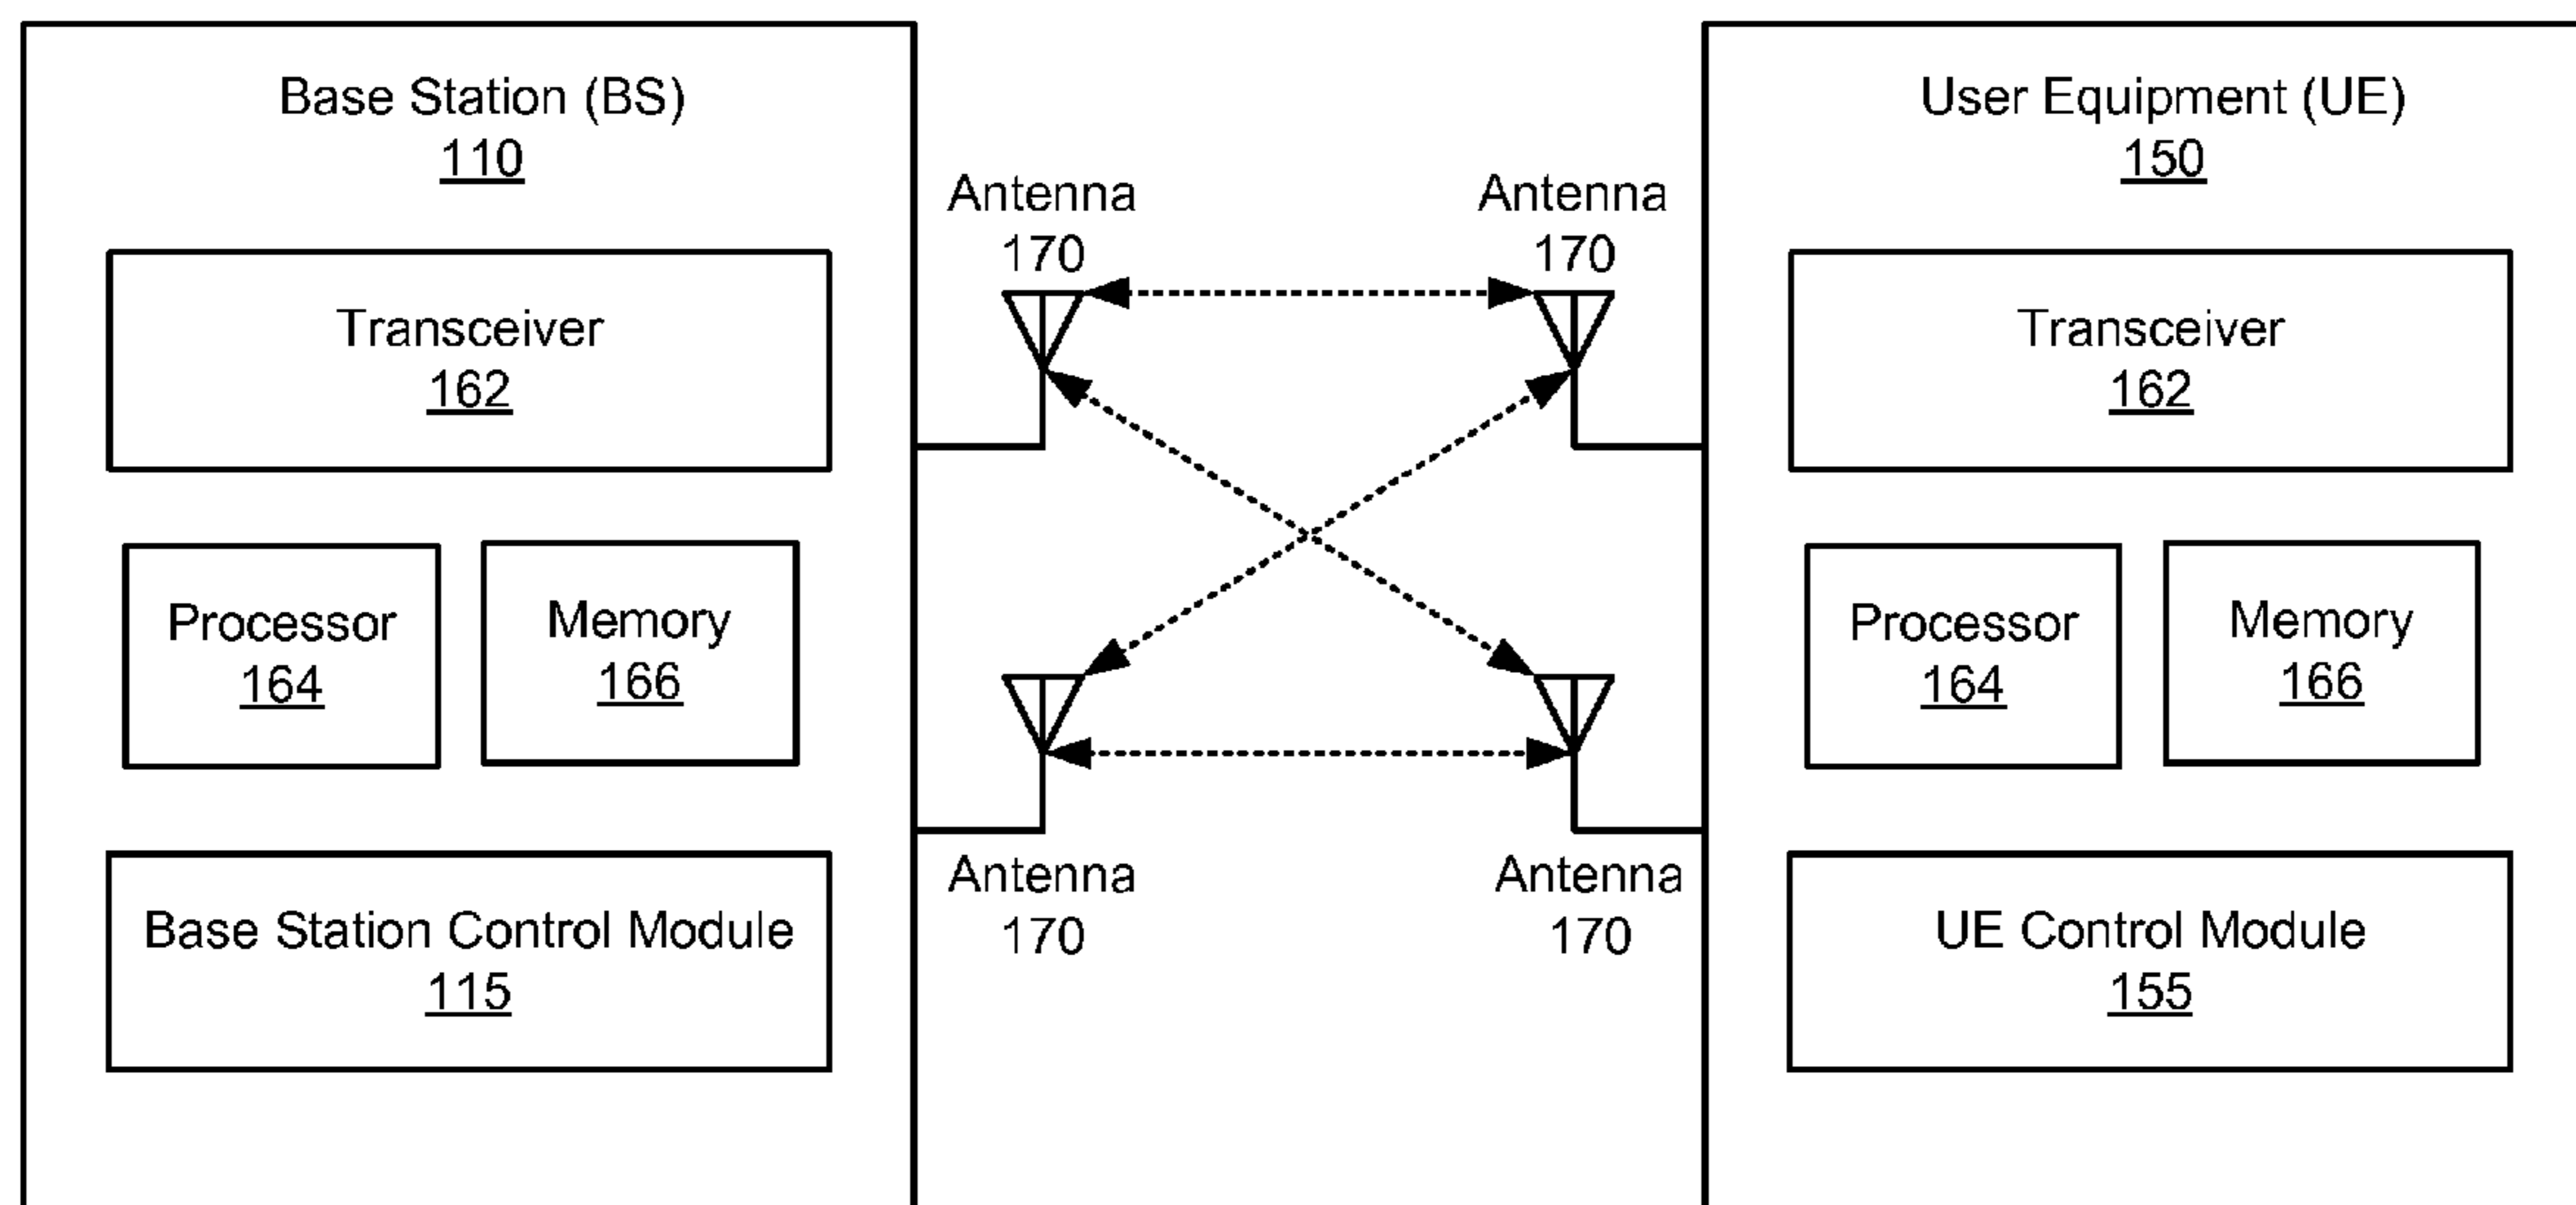 Base Station (BS)
110
Transceiver
162
Processor
164
Memory
166
Base Station Control Module
115
Antenna
170
Antenna
170
Antenna
170
Antenna
170
User Equipment (UE)
150
Transceiver
162
Processor
164
Memory
166
UE Control Module
155